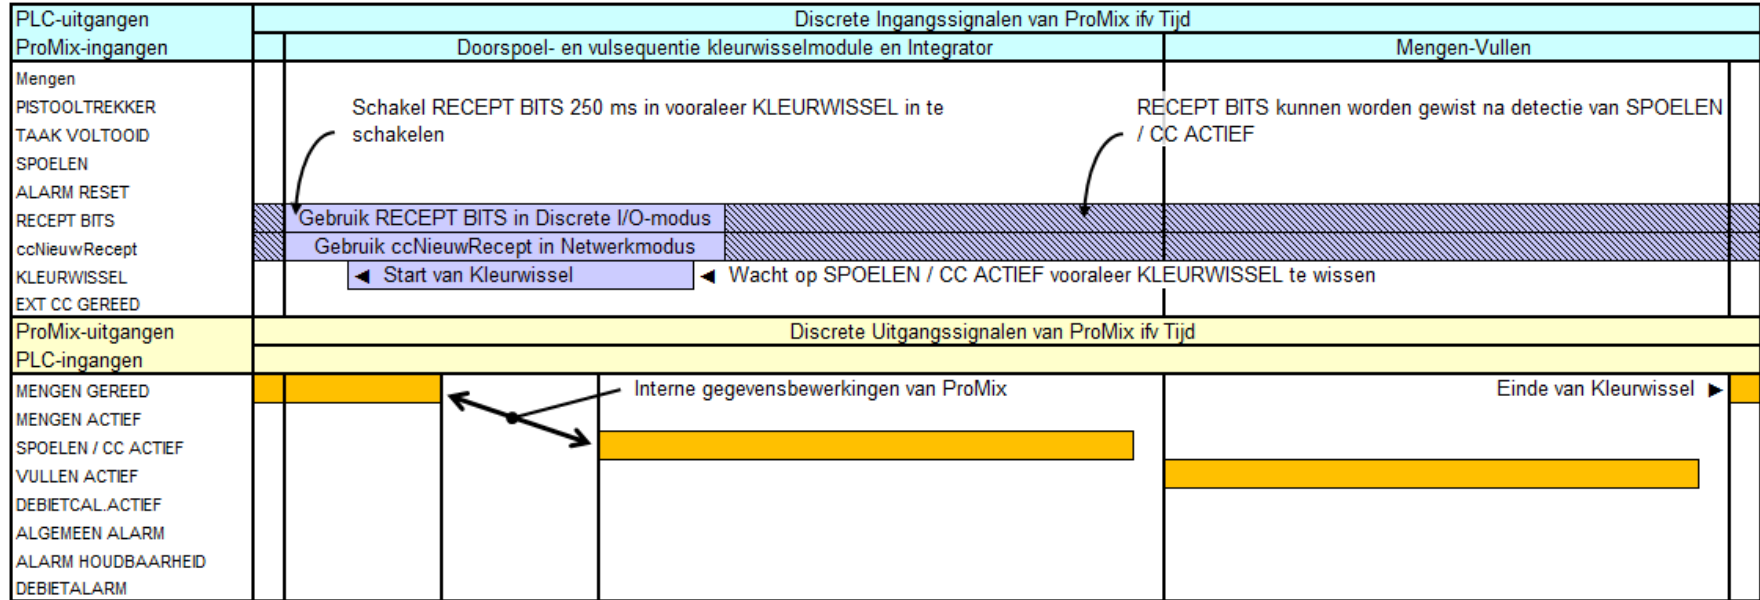 PLC-uitgangen
Discrete Ingangssignalen van ProMix ifv Tijd
ProMix-ingangen
Doorspoel- en vulsequentie kleurwisselmodule en Integrator
Mengen-Vullen
Mengen
PISTOOLTREKKER
Schakel RECEPT BITS 250 ms in vooraleer KLEURWISSEL in te
schakelen
RECEPT BITS kunnen worden gewist na detectie van SPOELEN
/ CC ACTIEF
TAAK VOLTOOID
SPOELEN
ALARM RESET
RECEPT BITS
Gebruik RECEPT BITS in Discrete I/O-modus
ccNieuwRecept
Gebruik ccNieuwRecept in Netwerkmodus
KLEURWISSEL
◄ Start van Kleurwissel
◄ Wacht op SPOELEN / CC ACTIEF vooraleer KLEURWISSEL te wissen
EXT CC GEREED
ProMix-uitgangen
Discrete Uitgangssignalen van ProMix ifv Tijd
PLC-ingangen
MENGEN GEREED
Interne gegevensbewerkingen van ProMix
Einde van Kleurwissel ►
MENGEN ACTIEF
SPOELEN / CC ACTIEF
VULLEN ACTIEF
DEBIETCAL.ACTIEF
ALGEMEEN ALARM
ALARM HOUDBAARHEID
DEBIETALARM